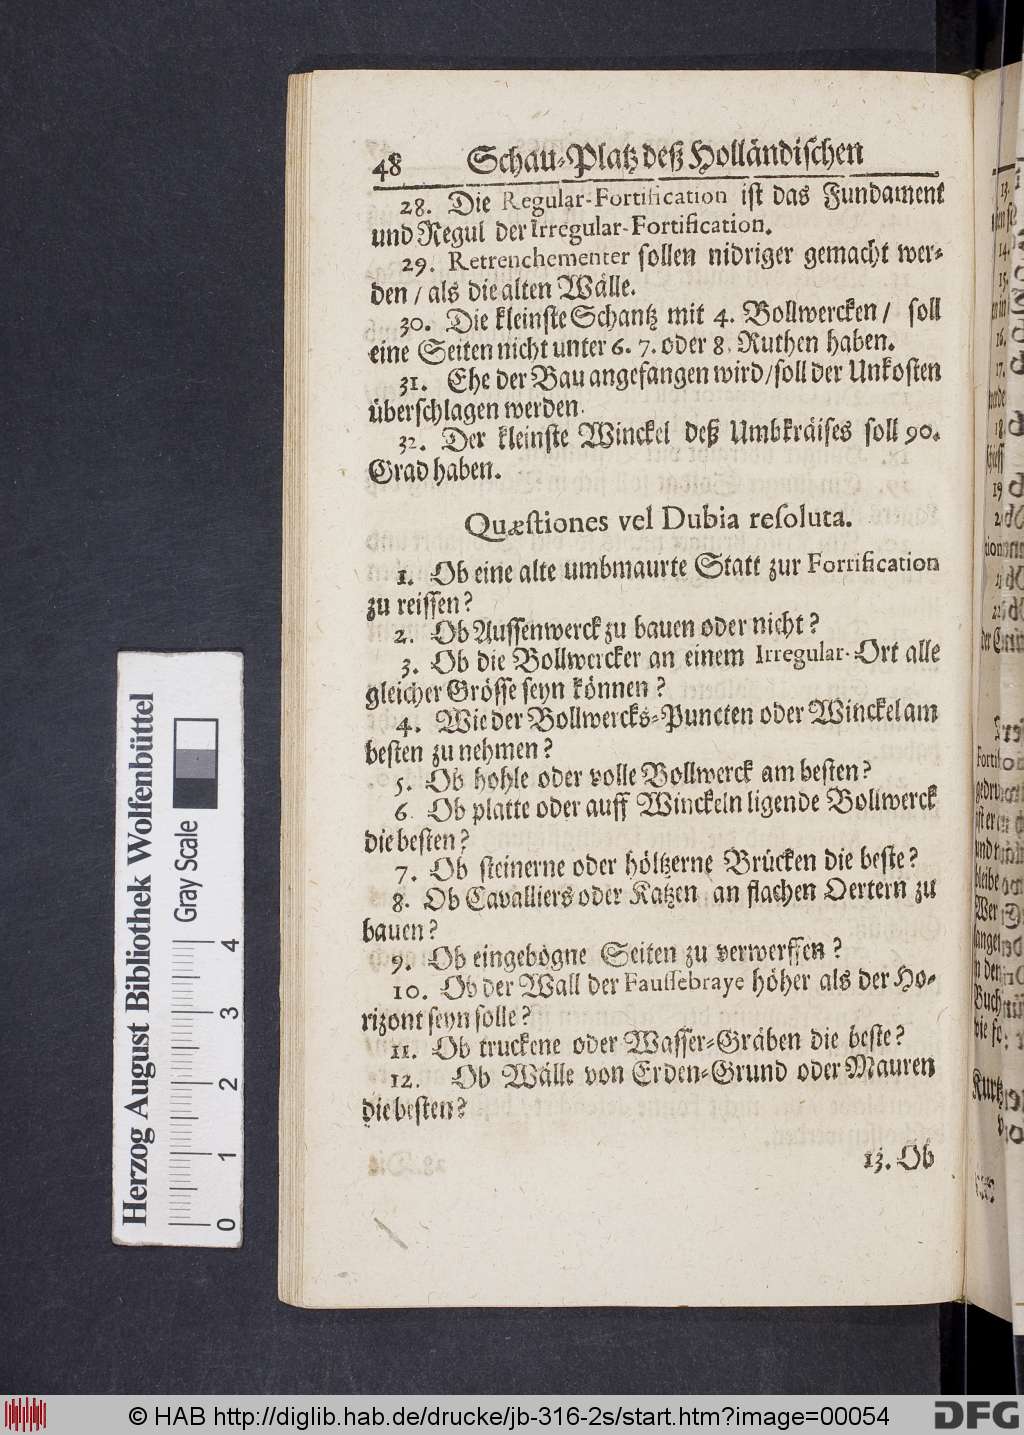 48 Schau-Platz deß Holländischen
28. Die Regular-Fortification ist das Fundament
und Regul der Irregular-Fortification.
29. Retrenchementer sollen nidriger gemacht wer-
den / als die alten Wälle.
30. Die kleinste Schantz mit 4. Bollwercken / soll
eine Seiten nicht unter 6. 7. oder 8. Ruthen haben.
31. Ehe der Bau angefangen wird / soll der Unkosten
überschlagen werden.
32. Der kleinste Winckel deß Umbkräises soll 90.
Grad haben.
Quæstiones vel Dubia resoluta.
1. Ob eine alte umbmaurte Statt zur Fortification
zu reissen?
2. Ob Aussenwerck zu bauen oder nicht?
3. Ob die Bollwercker an einem Irregular-Ort alle
gleicher Grösse seyn können?
4. Wie der Bollwercks-Puncten oder Winckel am
besten zu nehmen?
5. Ob hohle oder volle Bollwerck am besten?
6. Ob platte oder auff Winckeln ligende Bollwerck
die besten?
7. Ob steinerne oder höltzerne Brücken die beste?
8. Ob Cavalliers oder Katzen an flachen Oertern zu
bauen?
9. Ob eingebogne Seiten zu verwerffen?
10. Ob der Wall der Faussebraye höher als der Ho-
rizont seyn solle?
11. Ob truckene oder Wasser-Gräben die beste?
12. Ob Wälle von Erden-Grund oder Mauren
die besten?
13. Ob
Herzog August Bibliothek Wolfenbüttel
Gray Scale
0 1 2 3 4
© HAB http://diglib.hab.de/drucke/jb-316-2s/start.htm?image=00054
DFG